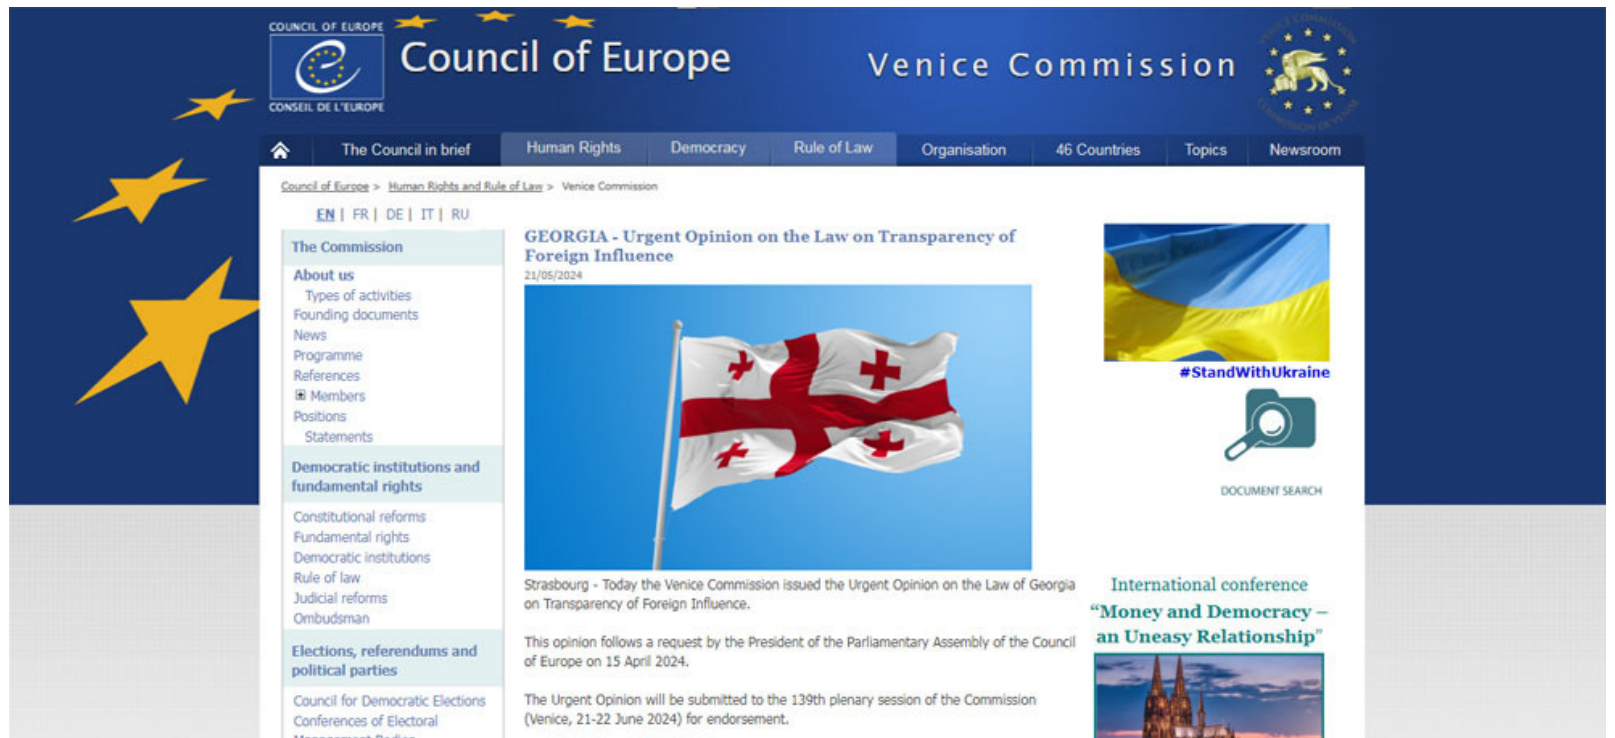 COUNCIL OF EUROPE
CONSEIL DE L'EUROPE
Council of Europe
Venice Commission
The Council in brief
Human Rights
Democracy
Rule of Law
Organisation
46 Countries
Topics
Newsroom
Council of Europe > Human Rights and Rule of Law > Venice Commission
EN | FR | DE | IT | RU
The Commission
About us
Types of activities
Founding documents
News
Programme
References
Members
Positions
Statements
Democratic institutions and
fundamental rights
Constitutional reforms
Fundamental rights
Democratic institutions
Rule of law
Judicial reforms
Ombudsman
Elections, referendums and
political parties
Council for Democratic Elections
Conferences of Electoral
GEORGIA - Urgent Opinion on the Law on Transparency of
Foreign Influence
21/05/2024
Strasbourg - Today the Venice Commission issued the Urgent Opinion on the Law of Georgia
on Transparency of Foreign Influence.
This opinion follows a request by the President of the Parliamentary Assembly of the Council
of Europe on 15 April 2024.
The Urgent Opinion will be submitted to the 139th plenary session of the Commission
(Venice, 21-22 June 2024) for endorsement.
#StandWithUkraine
DOCUMENT SEARCH
International conference
“Money and Democracy –
an Uneasy Relationship”